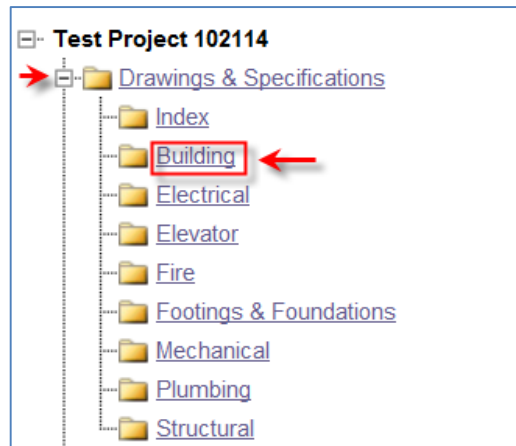 Test Project 102114
Drawings & Specifications
Index
Building
Electrical
Elevator
Fire
Footings & Foundations
Mechanical
Plumbing
Structural